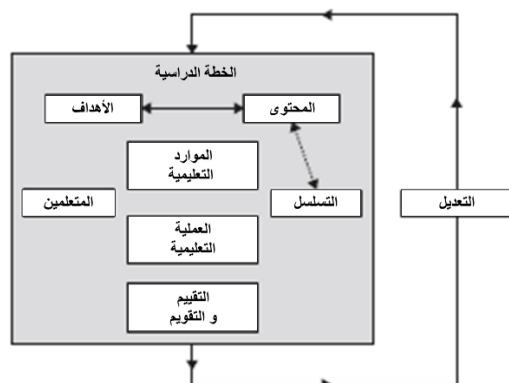 الخطة الدراسية
المحتوى
الأهداف
الموارد
التعليمية
المتعلمين
التسلسل
التعديل
العملية
التعليمية
التقييم
و التقويم